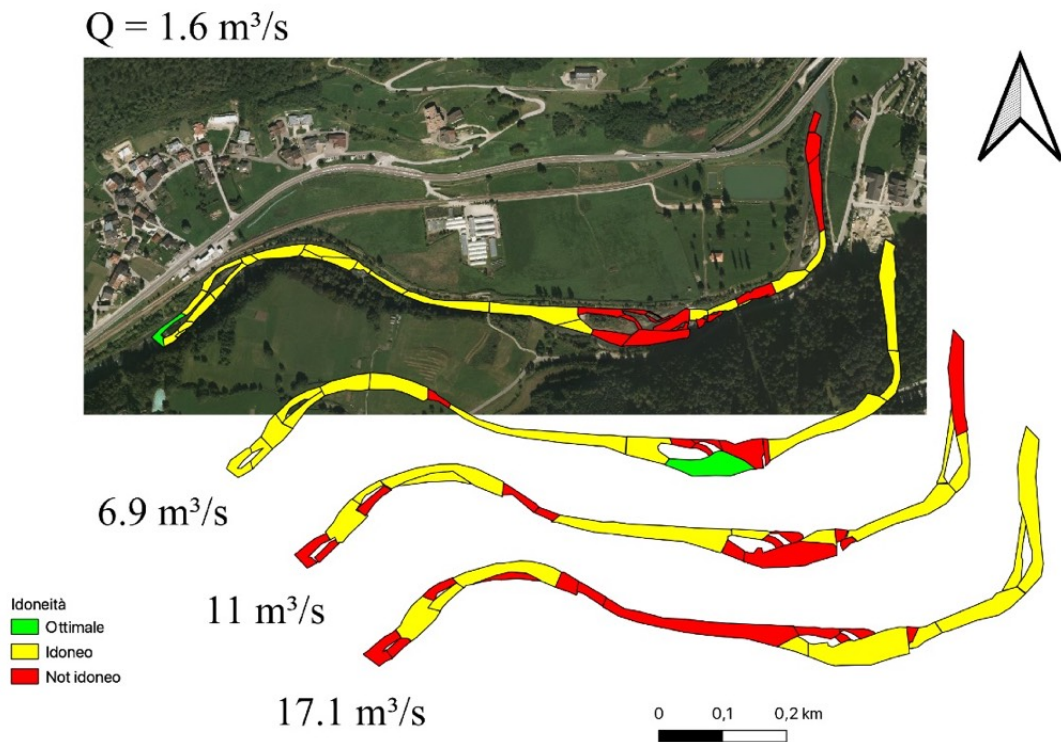 Q = 1.6 m³/s
6.9 m³/s
11 m³/s
17.1 m³/s
Idoneità
Ottimale
Idoneo
Not idoneo
0 0,1 0,2 km